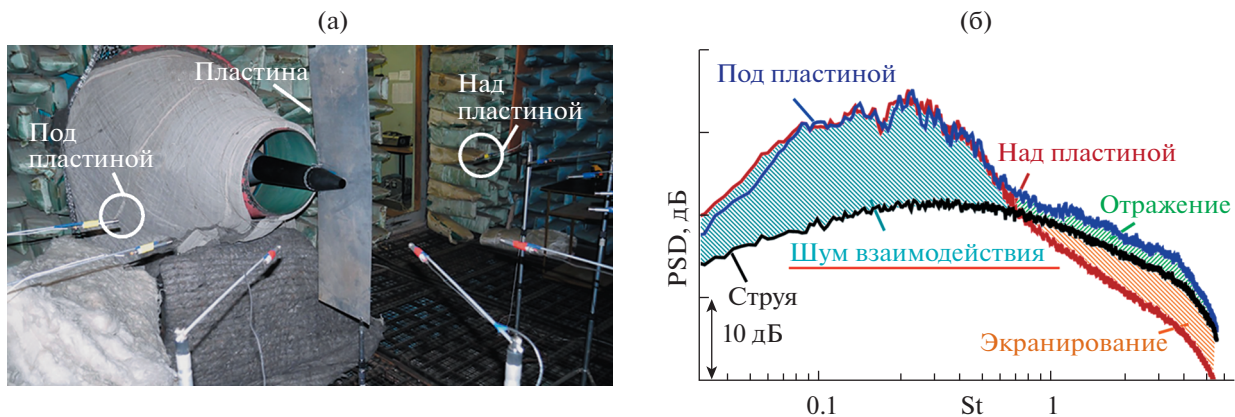 (а)
Пластина
Над
пластиной
Под
пластиной
(б)
PSD, дБ
Под пластиной
Над пластиной
Отражение
Шум взаимодействия
Струя
10 дБ
Экранирование
0.1
St
1